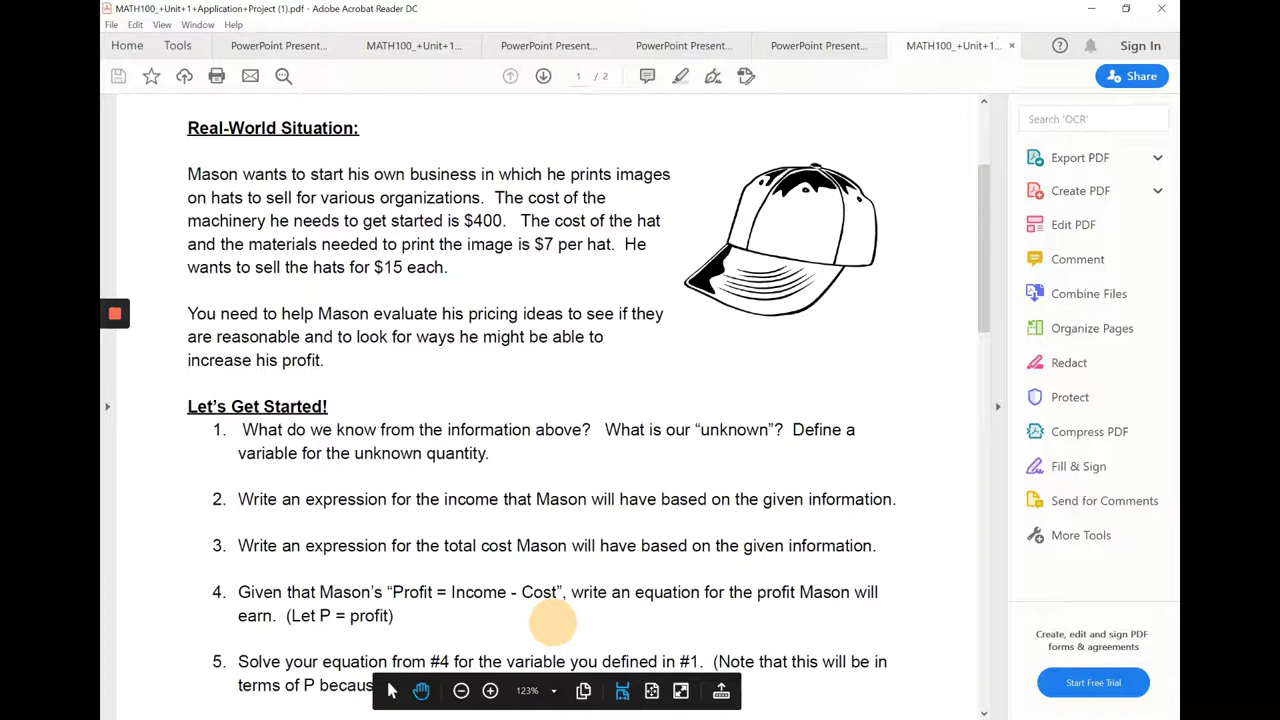 MATH100_+Unit+1+Application+Project (1).pdf - Adobe Acrobat Reader DC
File Edit View Window Help
Home Tools PowerPoint Present... MATH100_+Unit+1... PowerPoint Present... PowerPoint Present... PowerPoint Present... MATH100_+Unit+1... × Sign In
1 / 2 Share
Real-World Situation:
Mason wants to start his own business in which he prints images
on hats to sell for various organizations. The cost of the
machinery he needs to get started is $400. The cost of the hat
and the materials needed to print the image is $7 per hat. He
wants to sell the hats for $15 each.
You need to help Mason evaluate his pricing ideas to see if they
are reasonable and to look for ways he might be able to
increase his profit.
Let's Get Started!
1. What do we know from the information above? What is our “unknown”? Define a
variable for the unknown quantity.
2. Write an expression for the income that Mason will have based on the given information.
3. Write an expression for the total cost Mason will have based on the given information.
4. Given that Mason's “Profit = Income - Cost”, write an equation for the profit Mason will
earn. (Let P = profit)
5. Solve your equation from #4 for the variable you defined in #1. (Note that this will be in
terms of P becaus
123%
Search 'OCR'
Export PDF
Create PDF
Edit PDF
Comment
Combine Files
Organize Pages
Redact
Protect
Compress PDF
Fill & Sign
Send for Comments
More Tools
Create, edit and sign PDF
forms & agreements
Start Free Trial